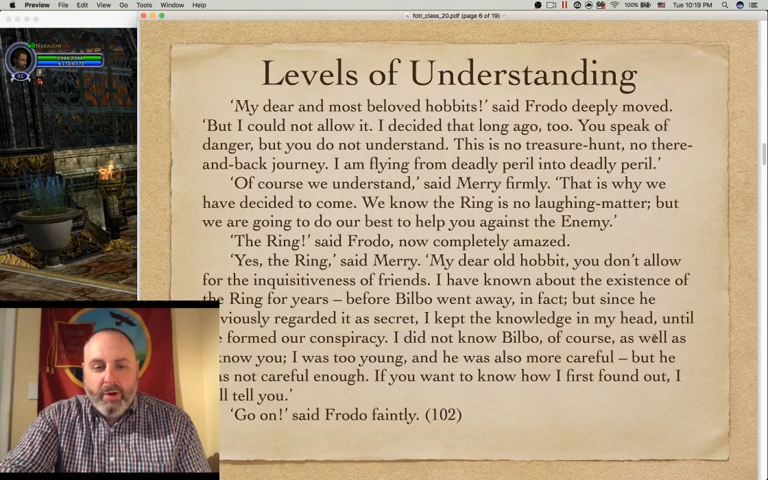 Preview File Edit View Go Tools Window Help 100% Tue 10:19 PM
fotr_class_20.pdf (page 6 of 19)
Levels of Understanding
‘My dear and most beloved hobbits!’ said Frodo deeply moved.
‘But I could not allow it. I decided that long ago, too. You speak of
danger, but you do not understand. This is no treasure-hunt, no there-
and-back journey. I am flying from deadly peril into deadly peril.’
‘Of course we understand,’ said Merry firmly. ‘That is why we
have decided to come. We know the Ring is no laughing-matter; but
we are going to do our best to help you against the Enemy.’
‘The Ring!’ said Frodo, now completely amazed.
‘Yes, the Ring,’ said Merry. ‘My dear old hobbit, you don’t allow
for the inquisitiveness of friends. I have known about the existence of
the Ring for years – before Bilbo went away, in fact; but since he
viously regarded it as secret, I kept the knowledge in my head, until
e formed our conspiracy. I did not know Bilbo, of course, as well as
know you; I was too young, and he was also more careful – but he
as not careful enough. If you want to know how I first found out, I
ll tell you.’
‘Go on!’ said Frodo faintly. (102)